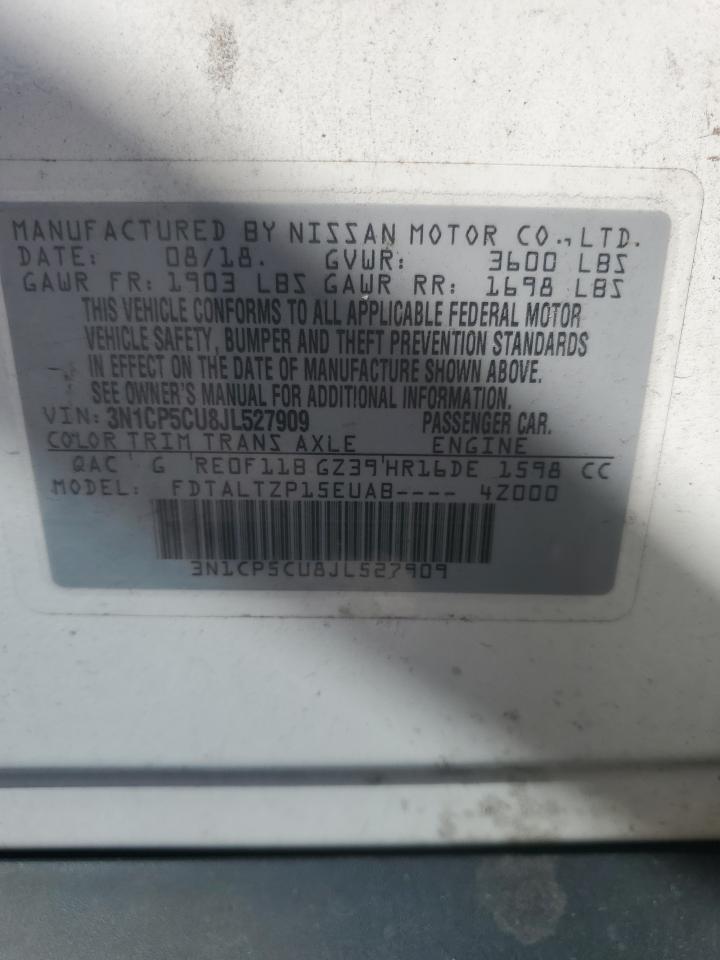 MANUFACTURED BY NISSAN MOTOR CO., LTD.
DATE: 08/18. GVWR: 3600 LBS
GAWR FR: 1903 LBS GAWR RR: 1698 LBS
THIS VEHICLE CONFORMS TO ALL APPLICABLE FEDERAL MOTOR
VEHICLE SAFETY, BUMPER AND THEFT PREVENTION STANDARDS
IN EFFECT ON THE DATE OF MANUFACTURE SHOWN ABOVE.
SEE OWNER'S MANUAL FOR ADDITIONAL INFORMATION.
VIN: 3N1CP5CU8JL527909 PASSENGER CAR.
COLOR TRIM TRANS AXLE ENGINE
QAC G RE0F11B GZ39 HR16DE 1598 CC
MODEL: FDTALTZP15EUAB---- 4Z000
3N1CP5CU8JL527909